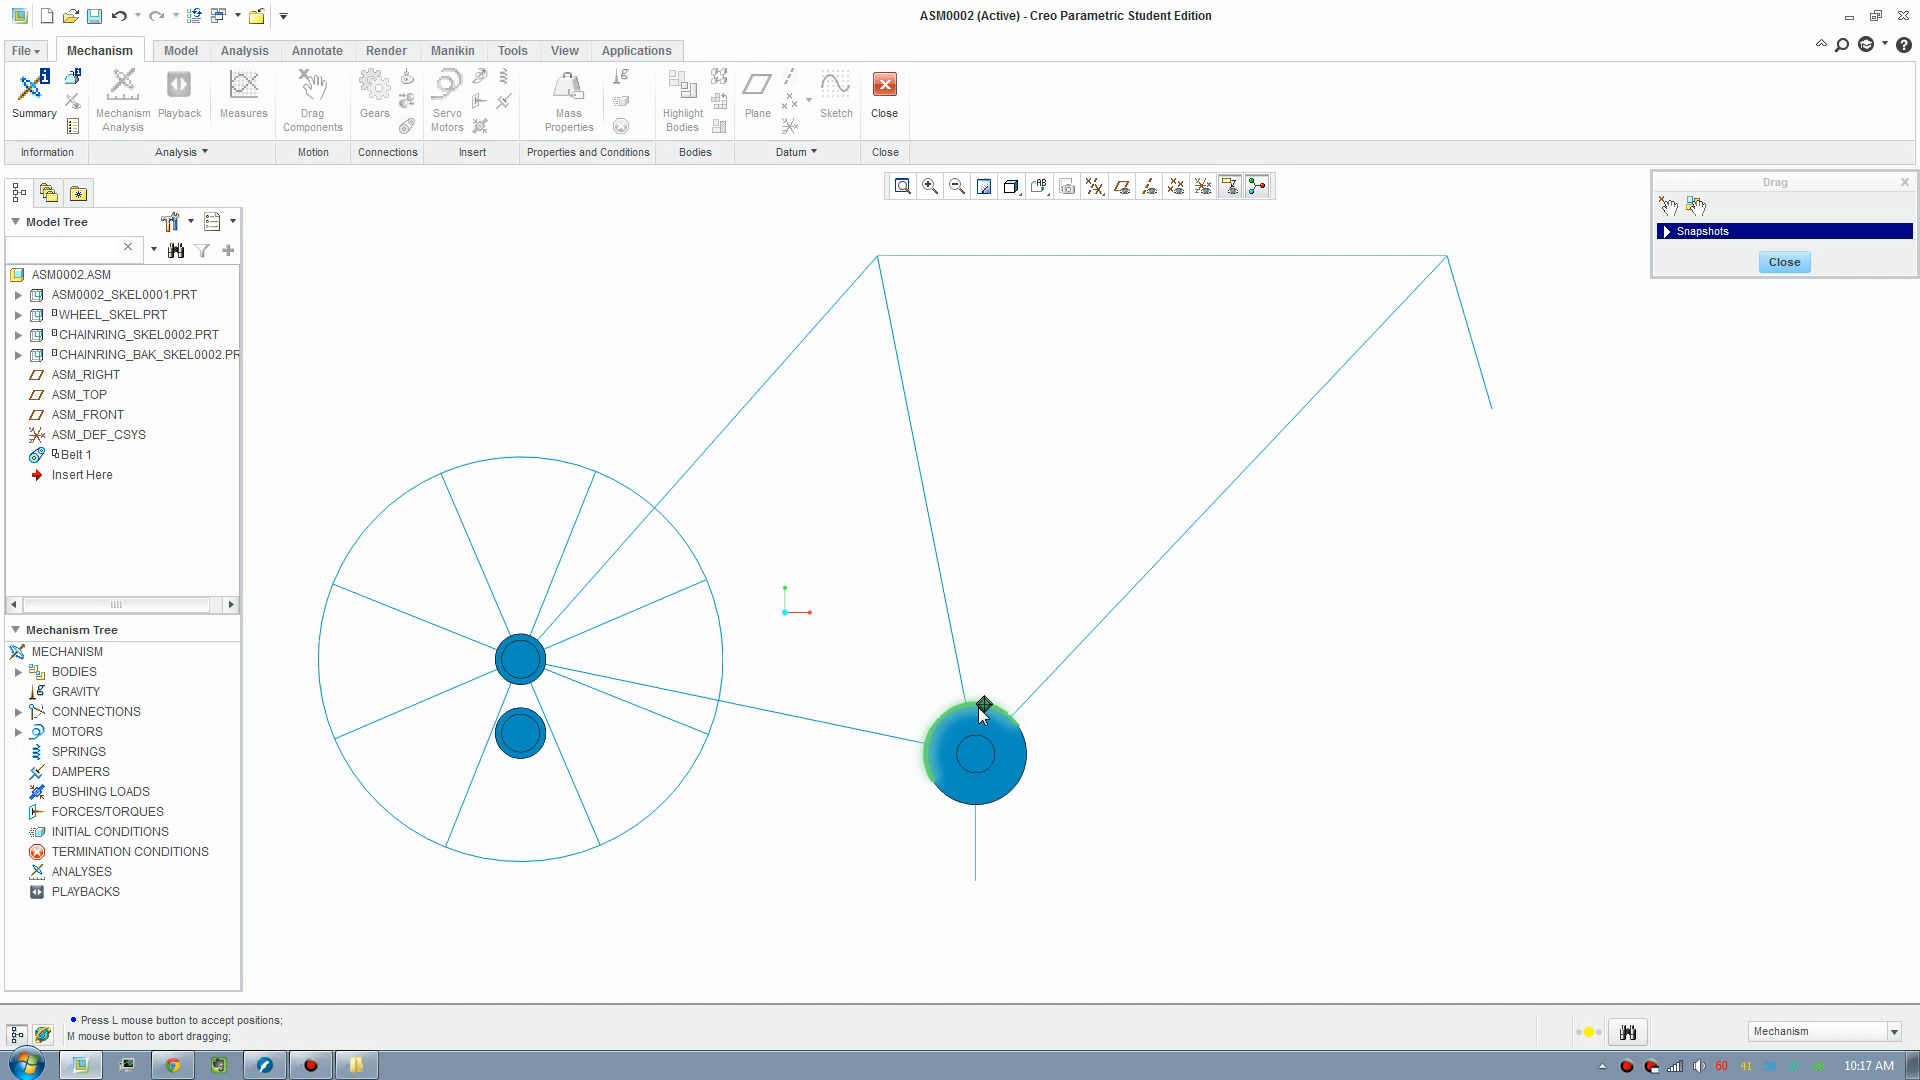 ASM0002 (Active) - Creo Parametric Student Edition
File
Mechanism
Model
Analysis
Annotate
Render
Manikin
Tools
View
Applications
Summary
Mechanism
Analysis
Playback
Measures
Drag
Components
Gears
Servo
Motors
Mass
Properties
Highlight
Bodies
Plane
Sketch
Close
Information
Analysis
Motion
Connections
Insert
Properties and Conditions
Bodies
Datum
Close
Model Tree
ASM0002.ASM
ASM0002_SKEL0001.PRT
WHEEL_SKEL.PRT
CHAINRING_SKEL0002.PRT
CHAINRING_BAK_SKEL0002.PR
ASM_RIGHT
ASM_TOP
ASM_FRONT
ASM_DEF_CSYS
Belt 1
Insert Here
Mechanism Tree
MECHANISM
BODIES
GRAVITY
CONNECTIONS
MOTORS
SPRINGS
DAMPERS
BUSHING LOADS
FORCES/TORQUES
INITIAL CONDITIONS
TERMINATION CONDITIONS
ANALYSES
PLAYBACKS
Drag
Snapshots
Close
Press L mouse button to accept positions;
M mouse button to abort dragging;
Mechanism
60 41
10:17 AM